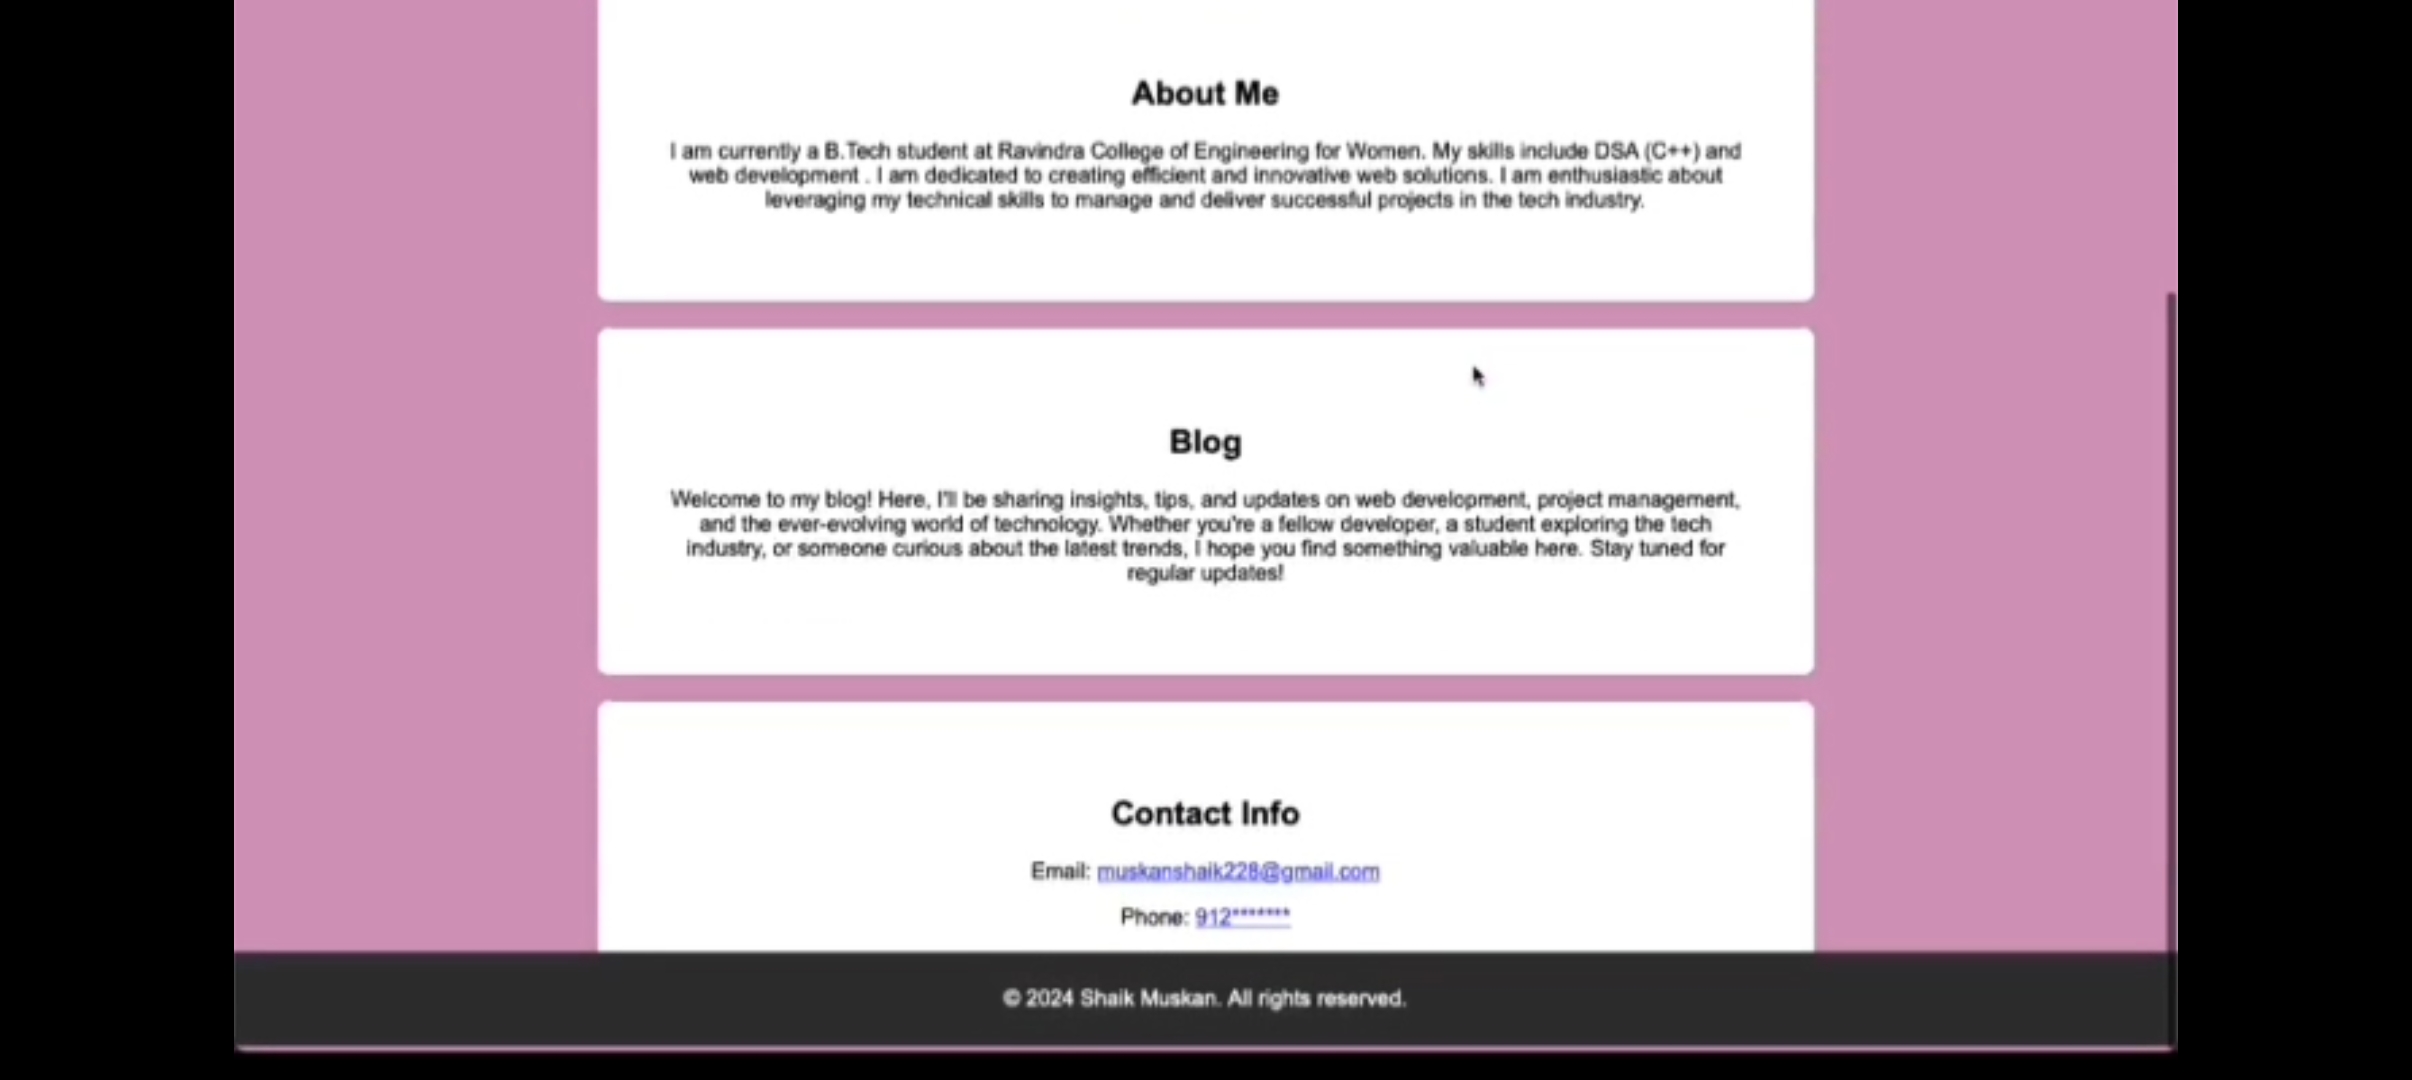 About Me
I am currently a B.Tech student at Ravindra College of Engineering for Women. My skills include DSA (C++) and
web development . I am dedicated to creating efficient and innovative web solutions. I am enthusiastic about
leveraging my technical skills to manage and deliver successful projects in the tech industry.
Blog
Welcome to my blog! Here, I'll be sharing insights, tips, and updates on web development, project management,
and the ever-evolving world of technology. Whether you're a fellow developer, a student exploring the tech
industry, or someone curious about the latest trends, I hope you find something valuable here. Stay tuned for
regular updates!
Contact Info
Email: muskanshaik228@gmail.com
Phone: 912*******
© 2024 Shaik Muskan. All rights reserved.